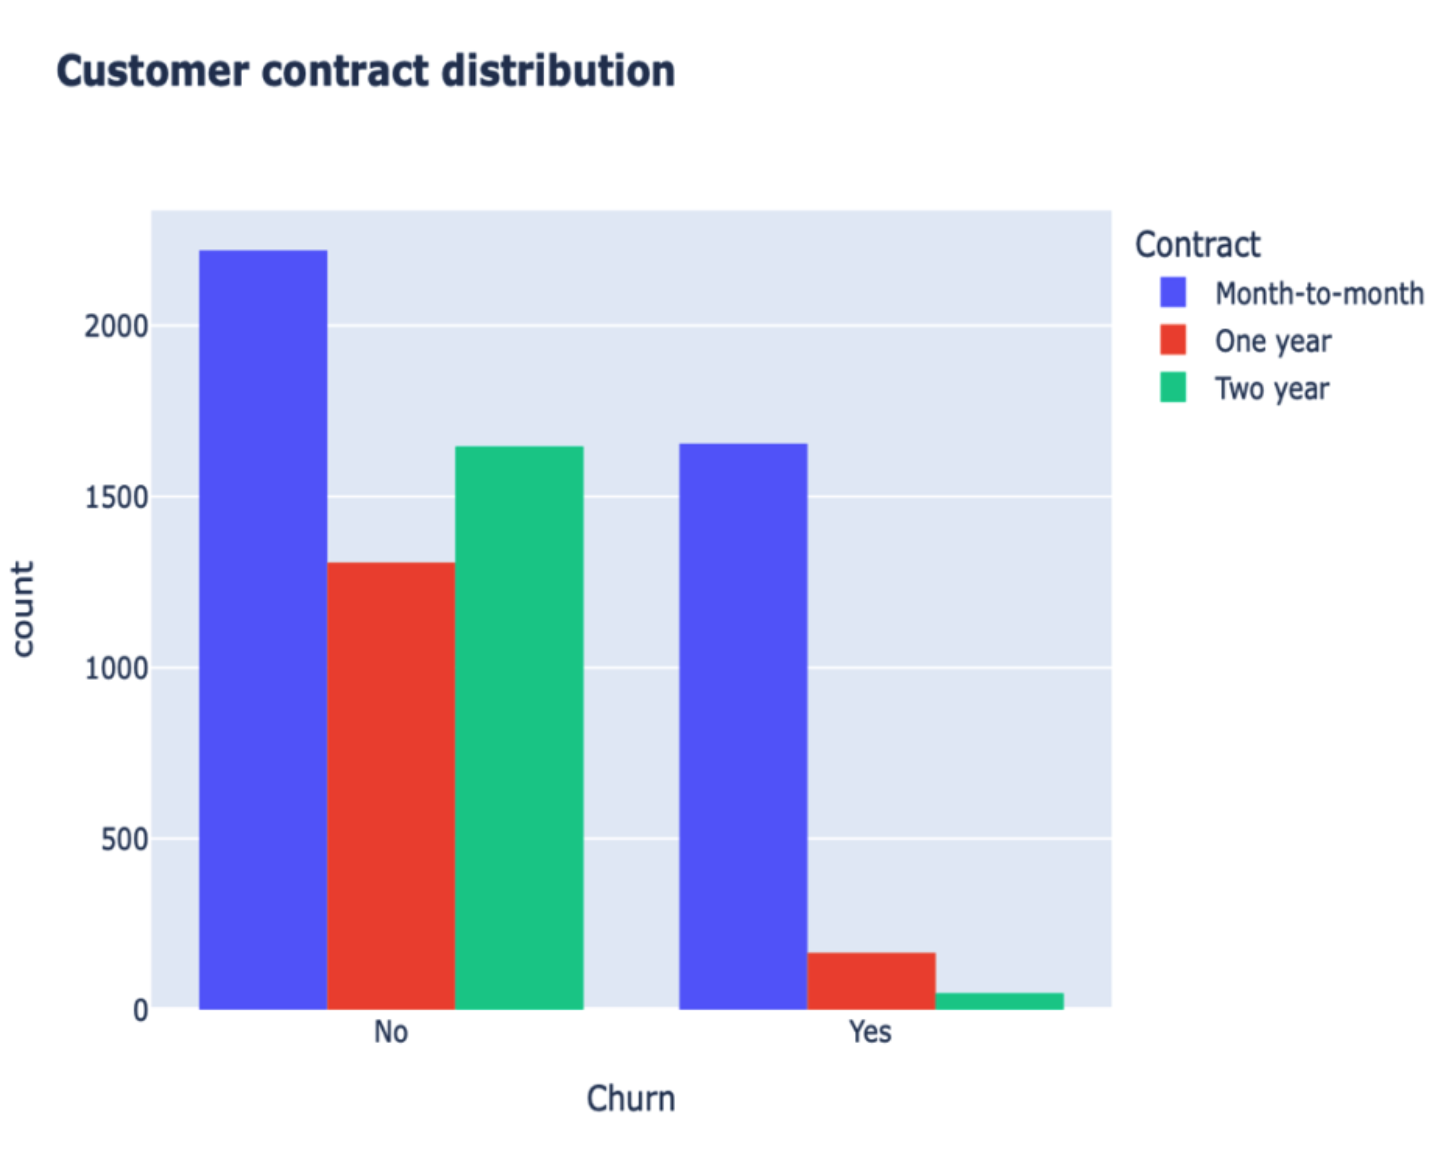 Customer contract distribution
Contract
Month-to-month
One year
Two year
2000
1500
1000
500
0
count
No
Yes
Churn